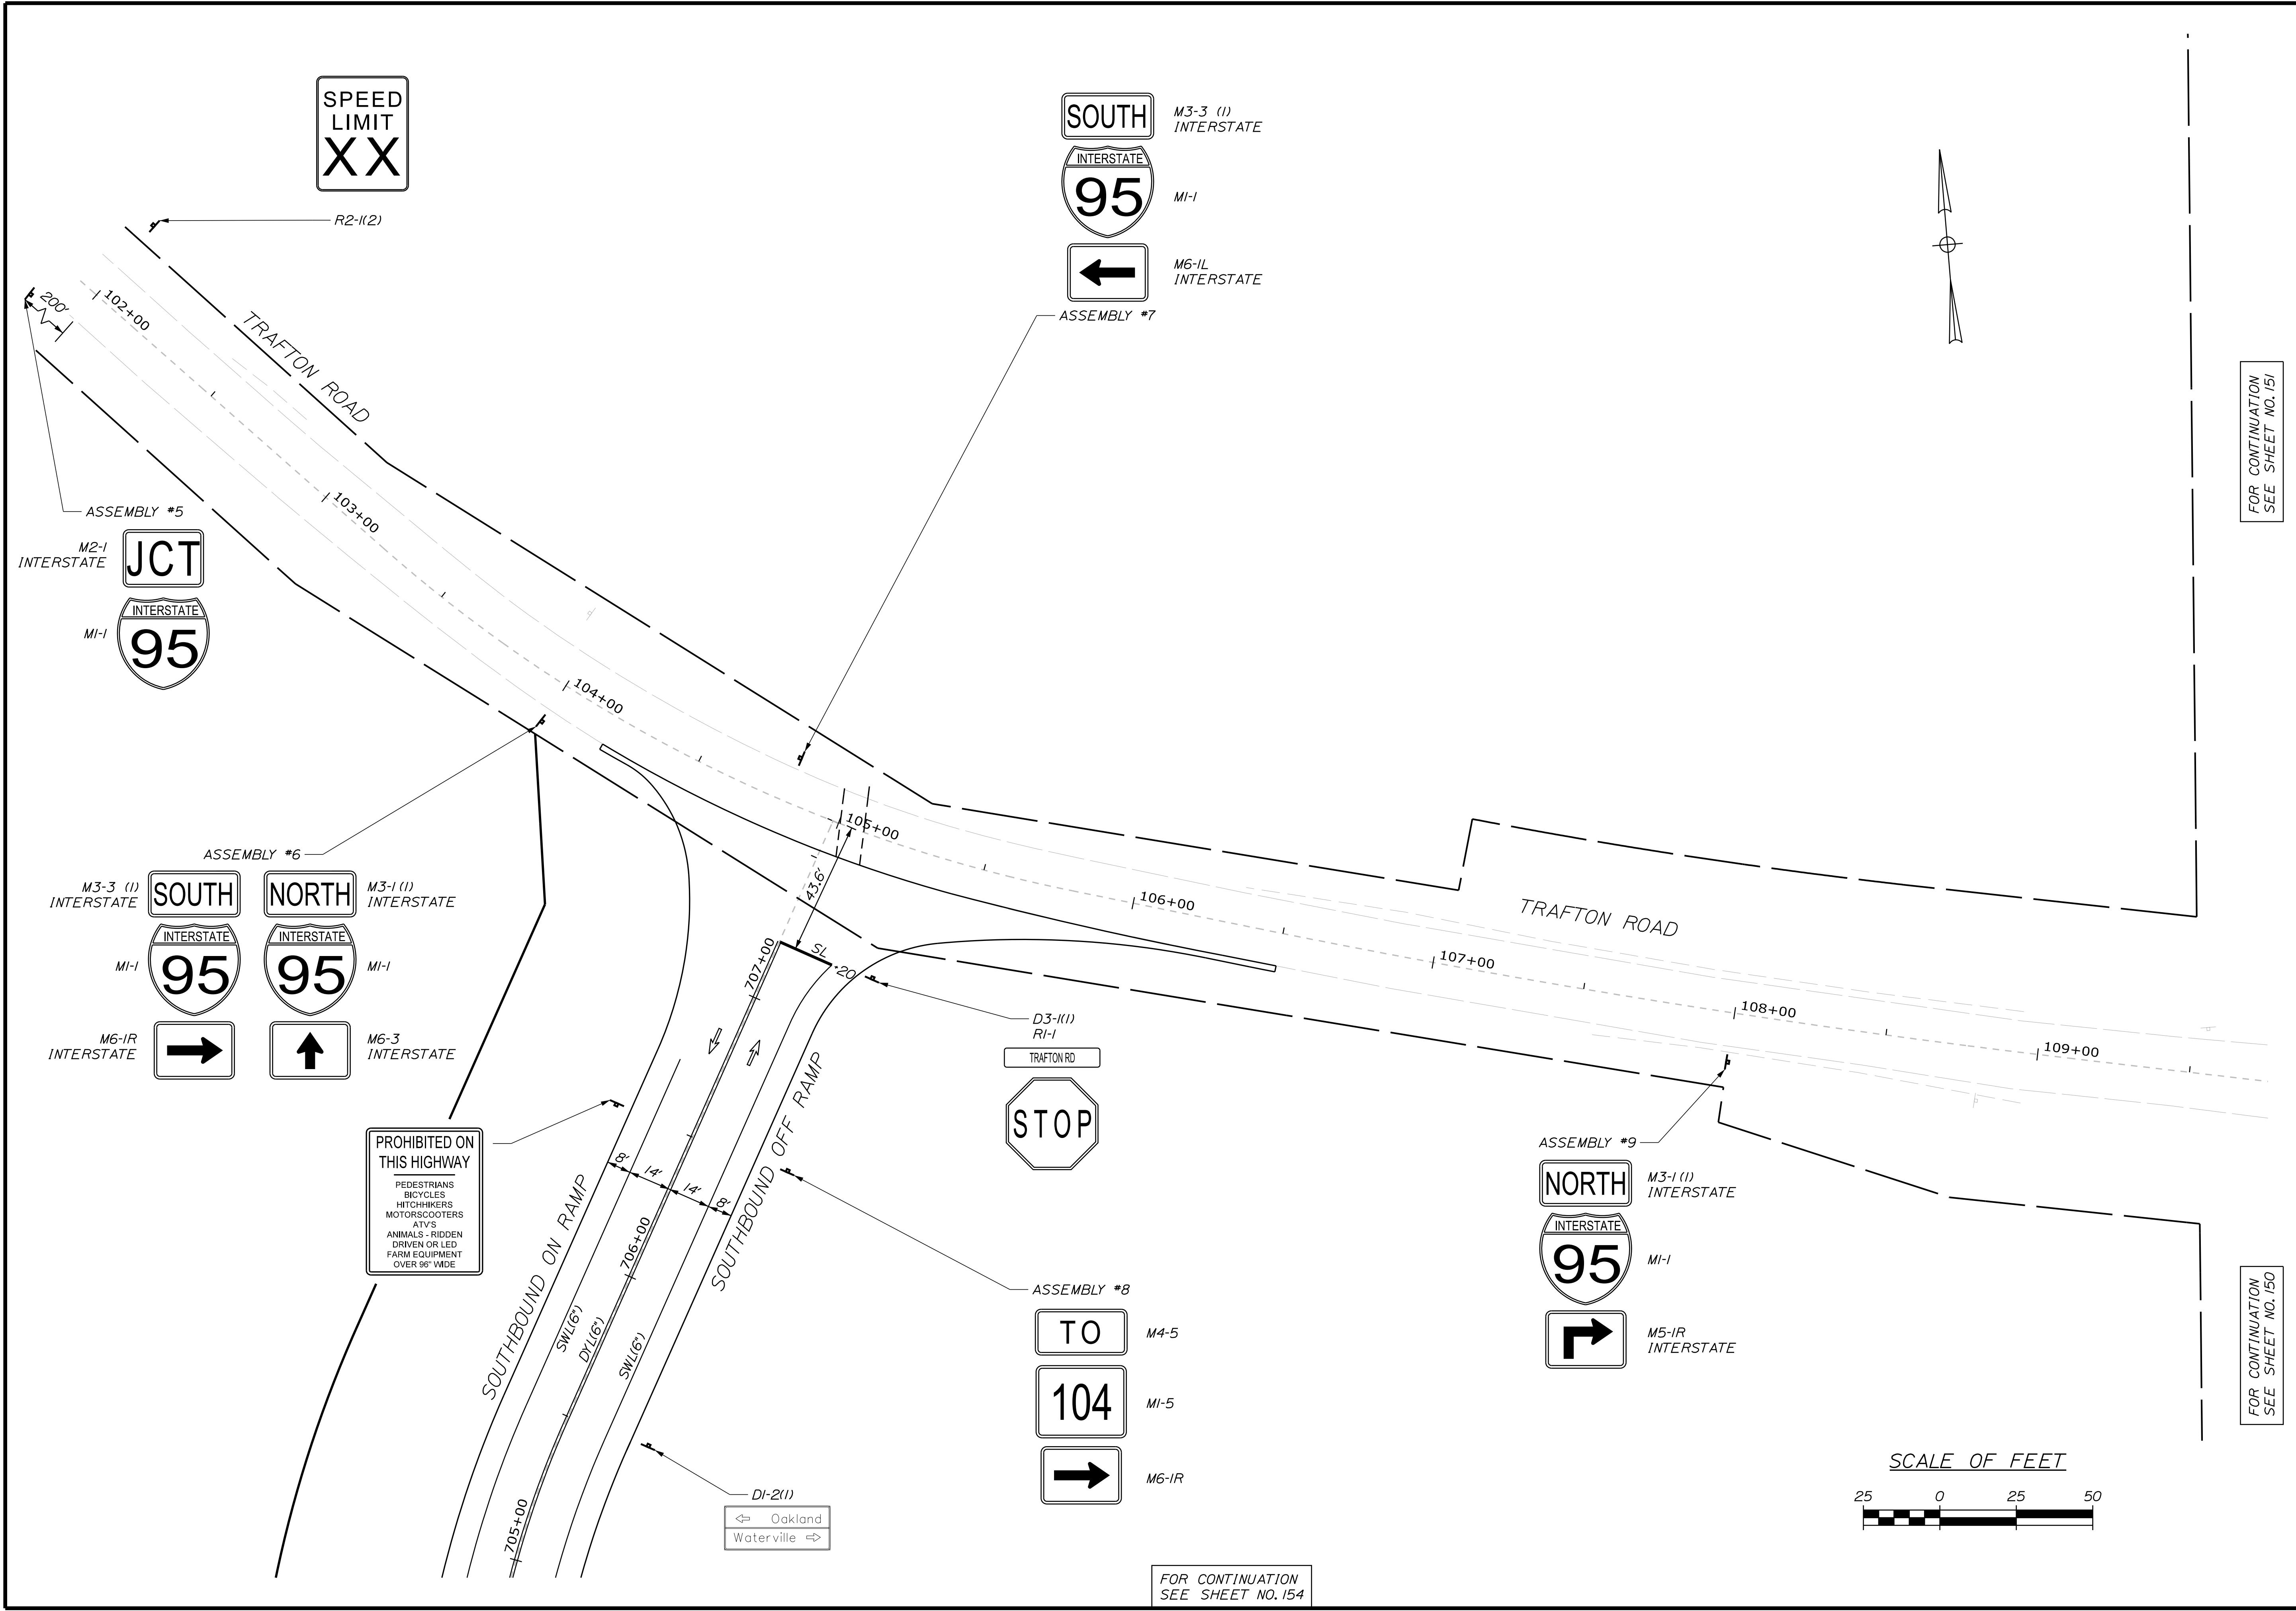 SPEED
LIMIT
XX
R2-1(2)
SOUTH
M3-3 (1)
INTERSTATE
INTERSTATE
95
M1-1
M6-1L
INTERSTATE
ASSEMBLY #7
200'
102+00
TRAFTON ROAD
103+00
ASSEMBLY #5
M2-1
INTERSTATE
JCT
INTERSTATE
95
M1-1
104+00
105+00
43.6'
106+00
TRAFTON ROAD
107+00
108+00
109+00
ASSEMBLY #6
M3-3 (1)
INTERSTATE
SOUTH
NORTH
M3-1 (1)
INTERSTATE
M1-1
INTERSTATE
95
INTERSTATE
95
M1-1
M6-1R
INTERSTATE
M6-3
INTERSTATE
707+00
SL
20
D3-1(1)
R1-1
TRAFTON RD
STOP
PROHIBITED ON
THIS HIGHWAY
PEDESTRIANS
BICYCLES
HITCHHIKERS
MOTORSCOOTERS
ATV'S
ANIMALS - RIDDEN
DRIVEN OR LED
FARM EQUIPMENT
OVER 96" WIDE
8'
14'
14'
8'
706+00
SOUTHBOUND ON RAMP
SOUTHBOUND OFF RAMP
SWL(6")
DYL(6")
SWL(6")
705+00
ASSEMBLY #8
TO
M4-5
104
M1-5
M6-1R
D1-2(1)
Oakland
Waterville
ASSEMBLY #9
NORTH
M3-1 (1)
INTERSTATE
INTERSTATE
95
M1-1
M5-1R
INTERSTATE
FOR CONTINUATION
SEE SHEET NO. 151
FOR CONTINUATION
SEE SHEET NO. 150
SCALE OF FEET
25 0 25 50
FOR CONTINUATION
SEE SHEET NO. 154